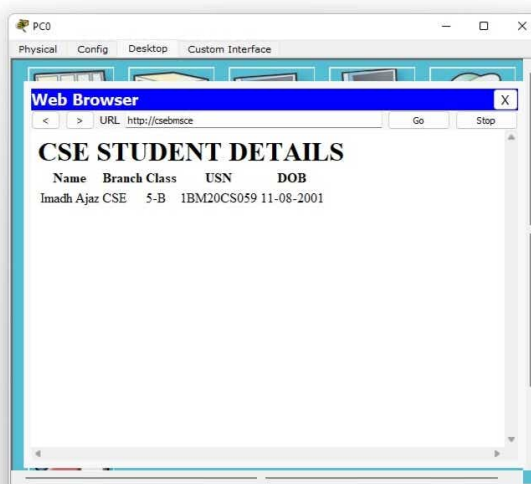 PC0
Physical Config Desktop Custom Interface
Web Browser X
< > URL http://csebmsce Go Stop
CSE STUDENT DETAILS
Name Branch Class USN DOB
Imadh Ajaz CSE 5-B 1BM20CS059 11-08-2001